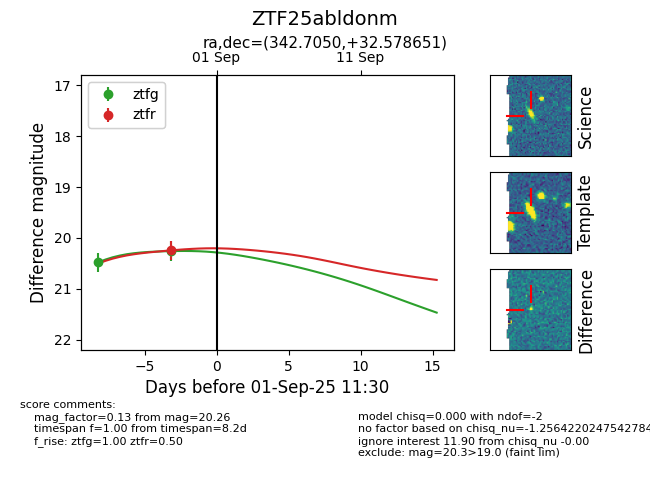 ZTF25abldonm
ra,dec=(342.7050,+32.578651)
01 Sep
11 Sep
17
18
19
20
21
22
Difference magnitude
ztfg
ztfr
−5
0
5
10
15
Days before 01-Sep-25 11:30
Science
Template
Difference
score comments:
mag_factor=0.13 from mag=20.26
timespan f=1.00 from timespan=8.2d
f_rise: ztfg=1.00 ztfr=0.50
model chisq=0.000 with ndof=-2
no factor based on chisq_nu=-1.2564220247542784
ignore interest 11.90 from chisq_nu -0.00
exclude: mag=20.3>19.0 (faint lim)